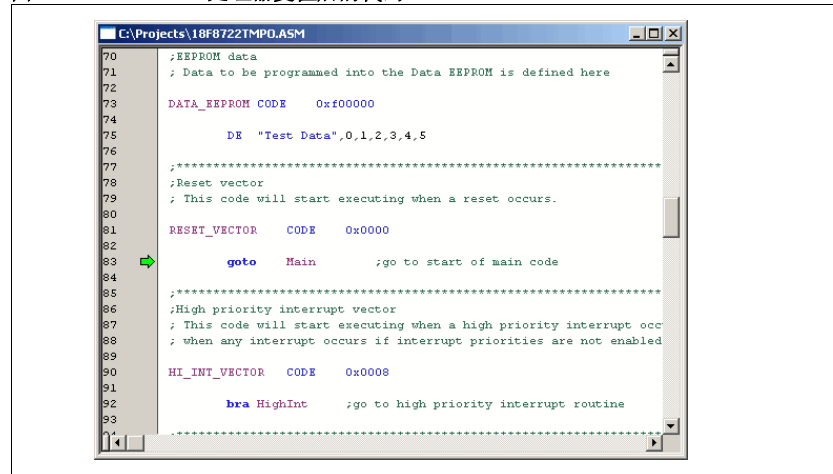 C:\Projects\18F8722TMPO.ASM
70 ;EEPROM data
71 ; Data to be programmed into the Data EEPROM is defined here
72
73 DATA_EEPROM CODE 0xf00000
74
75 DE "Test Data",0,1,2,3,4,5
76
77 ;*****************************************************************
78 ;Reset vector
79 ; This code will start executing when a reset occurs.
80
81 RESET_VECTOR CODE 0x0000
82
83 goto Main ;go to start of main code
84
85 ;*****************************************************************
86 ;High priority interrupt vector
87 ; This code will start executing when a high priority interrupt occ
88 ; when any interrupt occurs if interrupt priorities are not enabled
89
90 HI_INT_VECTOR CODE 0x0008
91
92 bra HighInt ;go to high priority interrupt routine
93